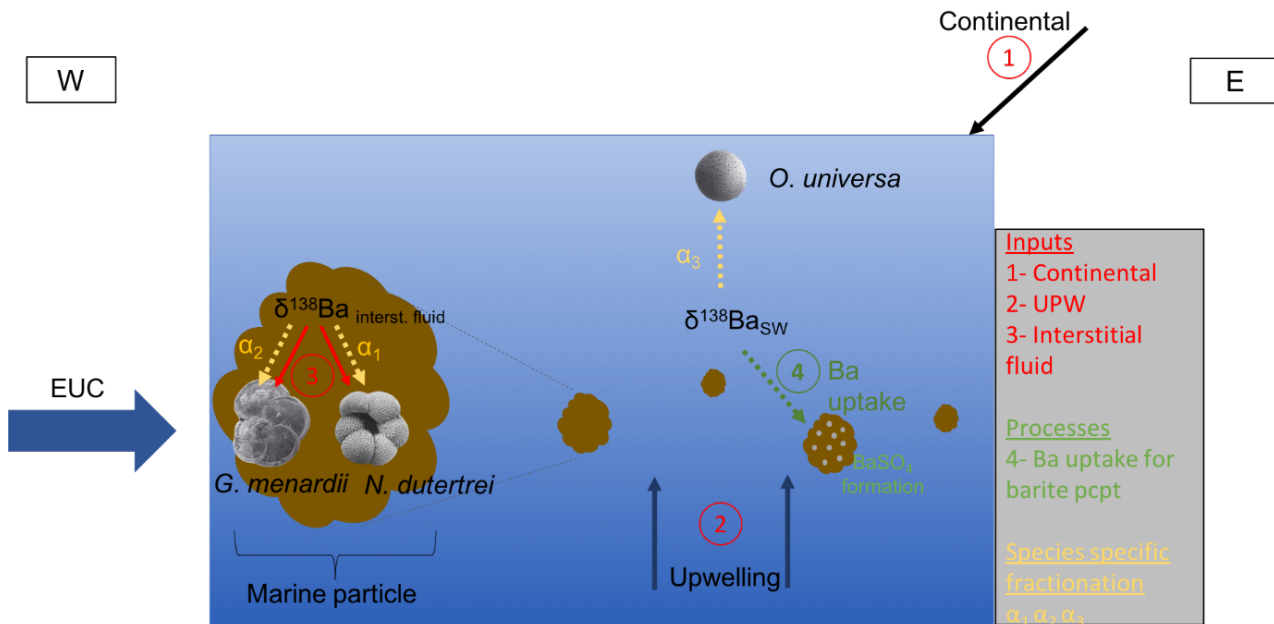 Continental
1
W
E
O. universa
α3
δ138Ba interst. fluid
δ138BaSW
α2
α1
3
4 Ba
uptake
EUC
BaSO4
formation
G. menardii
N. dutertrei
2
Upwelling
Marine particle
Inputs
1- Continental
2- UPW
3- Interstitial
fluid
Processes
4- Ba uptake for
barite pcpt
Species specific
fractionation
α1 α2 α3